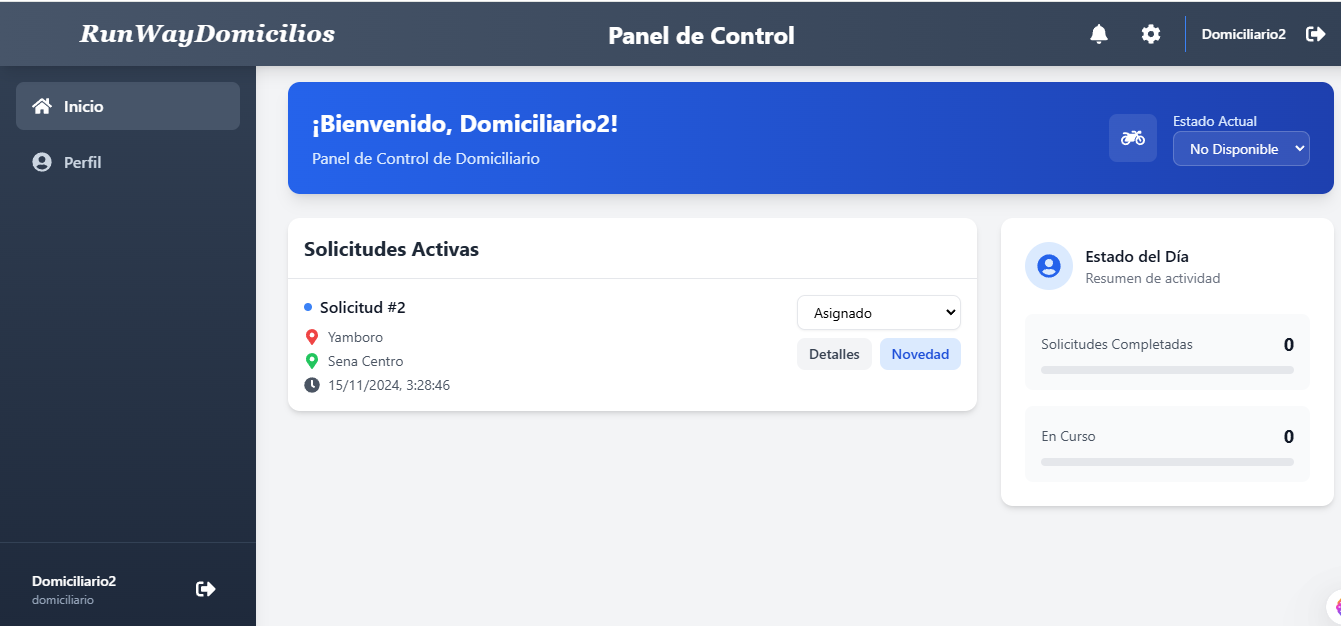 RunWayDomicilios
Panel de Control
Domiciliario2
Inicio
Perfil
¡Bienvenido, Domiciliario2!
Panel de Control de Domiciliario
Estado Actual
No Disponible
Solicitudes Activas
Solicitud #2
Yamboro
Sena Centro
15/11/2024, 3:28:46
Asignado
Detalles
Novedad
Estado del Día
Resumen de actividad
Solicitudes Completadas
0
En Curso
0
Domiciliario2
domiciliario